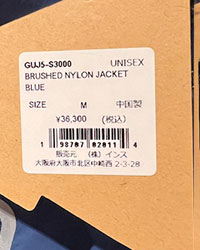 GUJ5-S3000 UNISEX
BRUSHED NYLON JACKET
BLUE
SIZE M 中国製
¥36,300 (税込)
1 98787 02011 4
販売元 (株) インス
大阪府大阪市北区中崎西 2-3-28